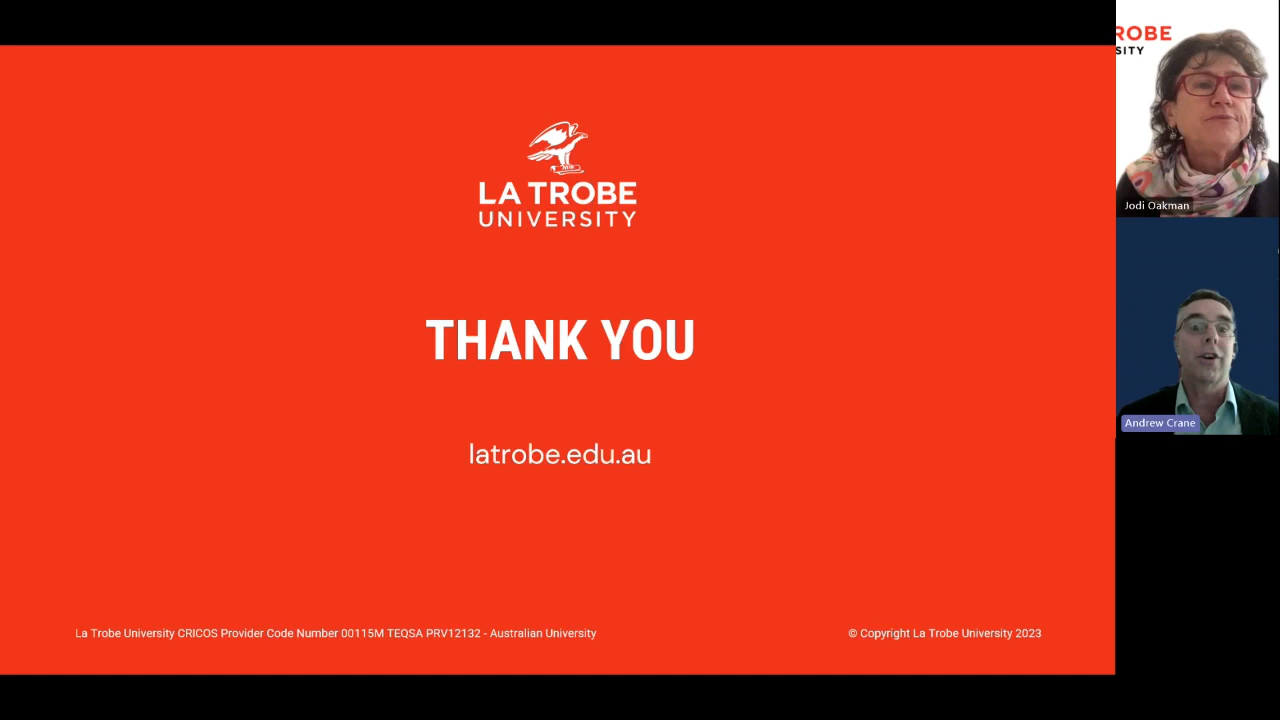 LA TROBE
UNIVERSITY
THANK YOU
latrobe.edu.au
La Trobe University CRICOS Provider Code Number 00115M TEQSA PRV12132 - Australian University
© Copyright La Trobe University 2023
ROBE
SITY
Jodi Oakman
Andrew Crane